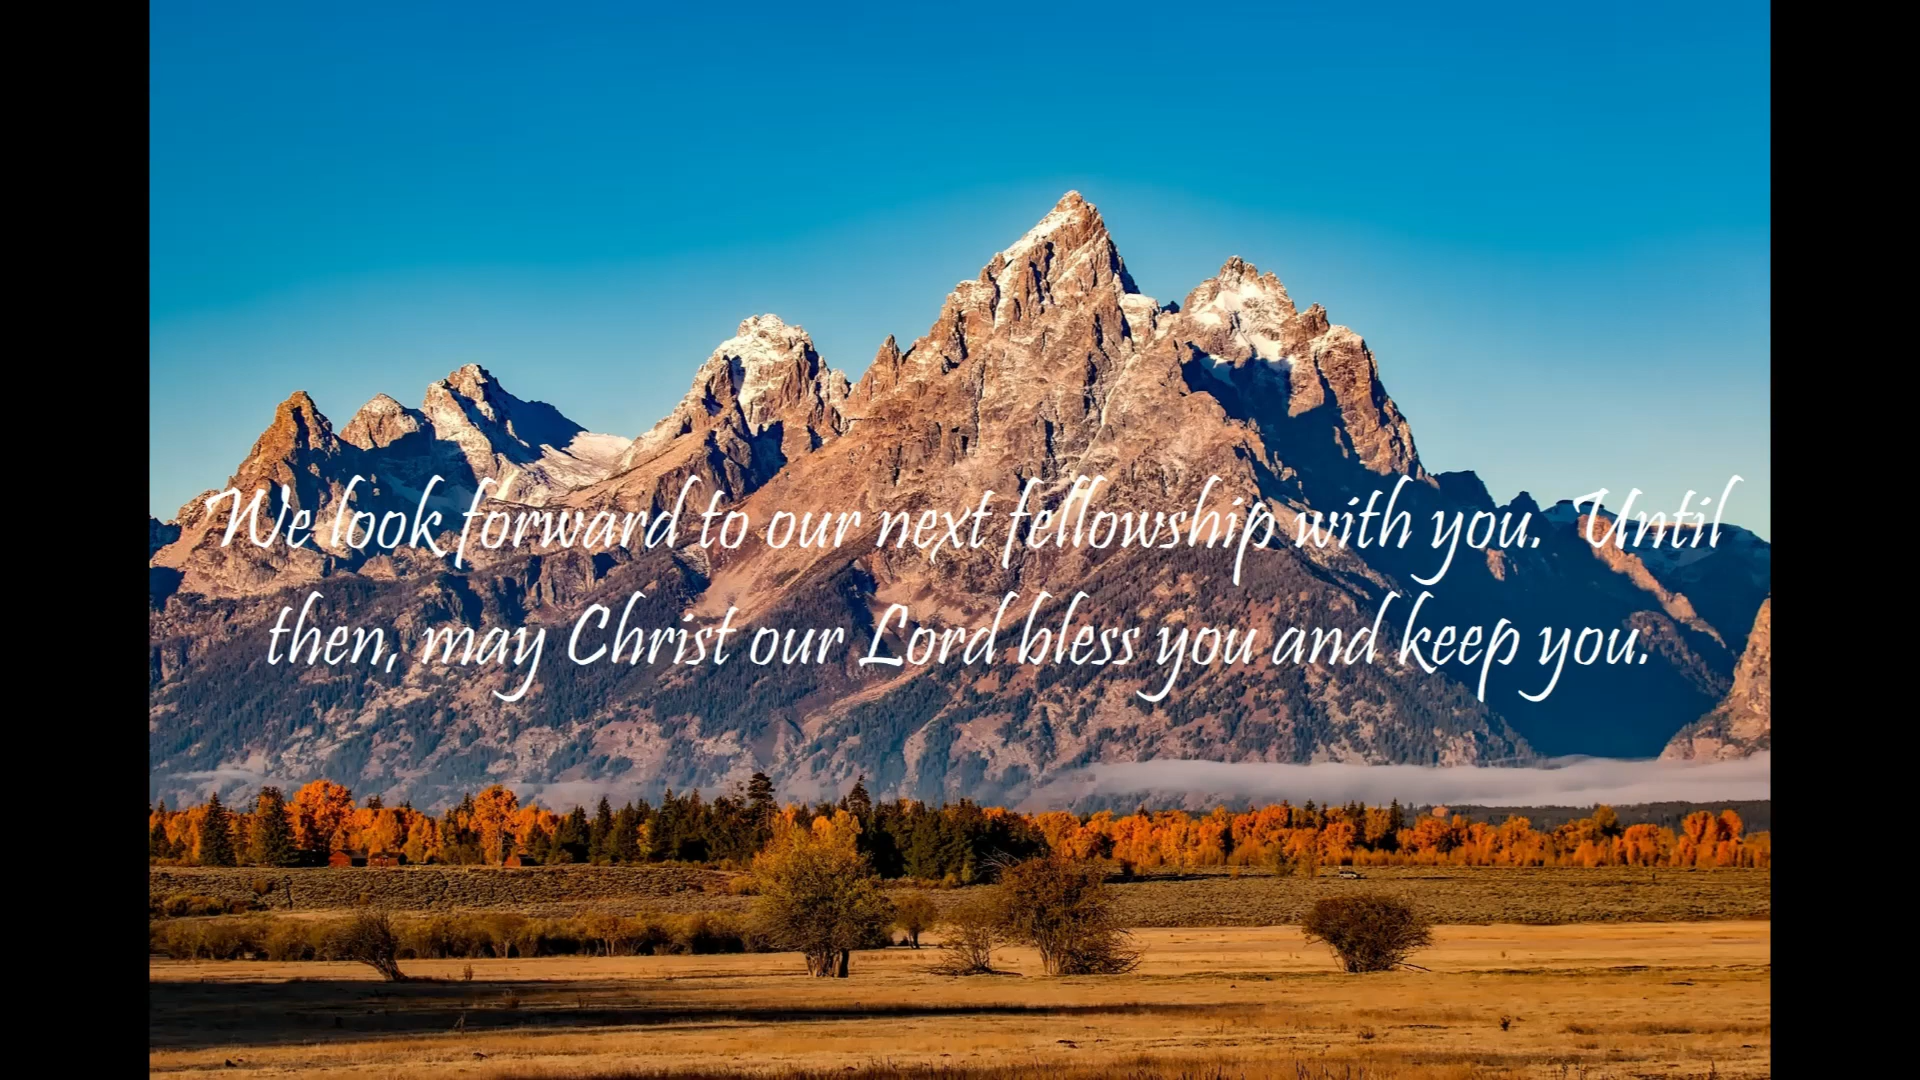 We look forward to our next fellowship with you. Until
then, may Christ our Lord bless you and keep you.